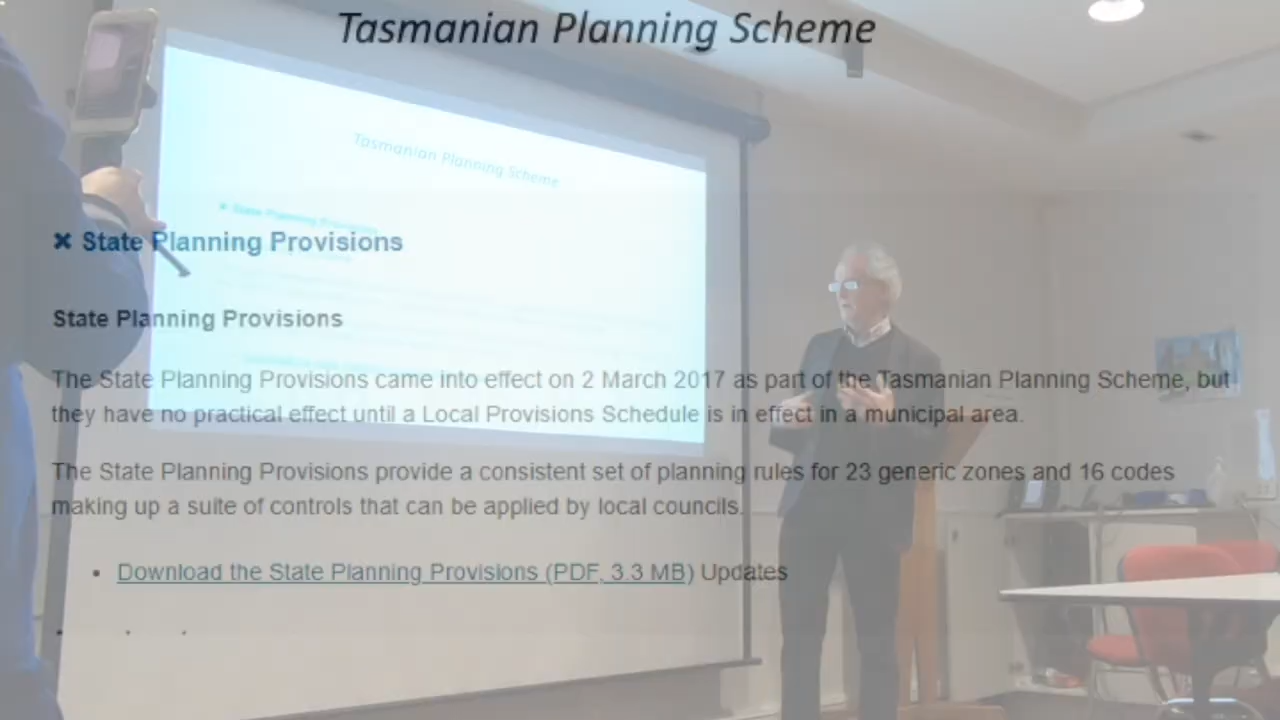 Tasmanian Planning Scheme
Tasmanian Planning Scheme
State Planning Provisions
✖ State Planning Provisions
State Planning Provisions
The State Planning Provisions came into effect on 2 March 2017 as part of the Tasmanian Planning Scheme, but
they have no practical effect until a Local Provisions Schedule is in effect in a municipal area.
The State Planning Provisions provide a consistent set of planning rules for 23 generic zones and 16 codes
making up a suite of controls that can be applied by local councils.
• Download the State Planning Provisions (PDF, 3.3 MB) Updates